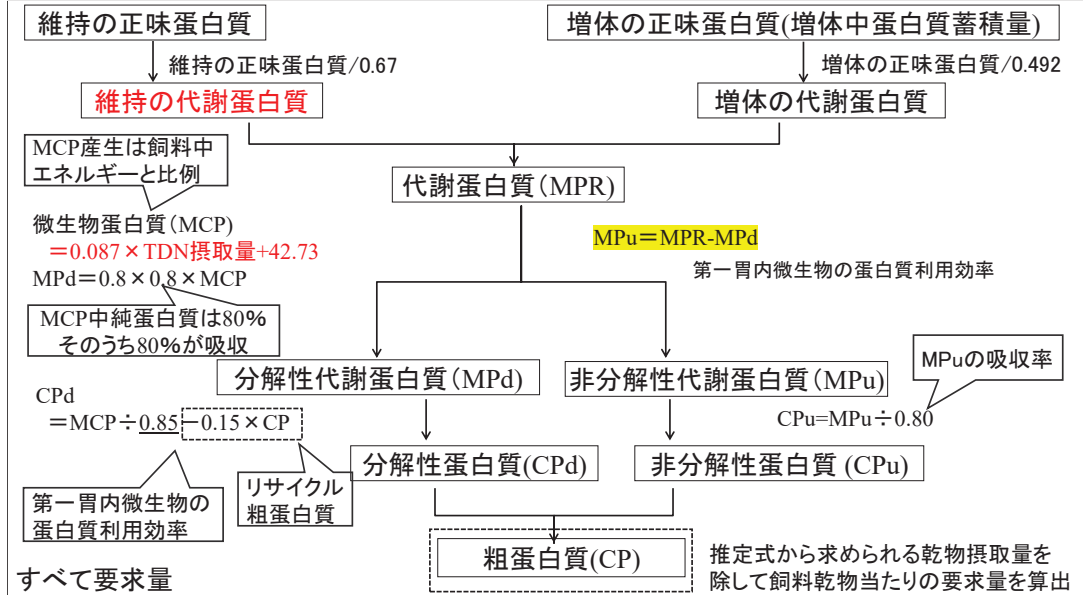 維持の正味蛋白質
増体の正味蛋白質(増体中蛋白質蓄積量)
維持の正味蛋白質/0.67
増体の正味蛋白質/0.492
維持の代謝蛋白質
増体の代謝蛋白質
MCP産生は飼料中
エネルギーと比例
代謝蛋白質(MPR)
微生物蛋白質(MCP)
＝0.087×TDN摂取量+42.73
MPd＝0.8×0.8×MCP
MPu＝MPR-MPd
第一胃内微生物の蛋白質利用効率
MCP中純蛋白質は80%
そのうち80%が吸収
MPuの吸収率
分解性代謝蛋白質(MPd)
非分解性代謝蛋白質(MPu)
CPd
＝MCP÷0.85－0.15×CP
CPu=MPu÷0.80
分解性蛋白質(CPd)
非分解性蛋白質(CPu)
第一胃内微生物の
蛋白質利用効率
リサイクル
粗蛋白質
粗蛋白質(CP)
推定式から求められる乾物摂取量を
除して飼料乾物当たりの要求量を算出
すべて要求量